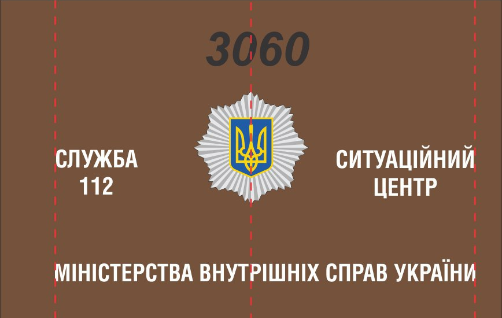 3060
СЛУЖБА
112
СИТУАЦІЙНИЙ
ЦЕНТР
МІНІСТЕРСТВА ВНУТРІШНІХ СПРАВ УКРАЇНИ